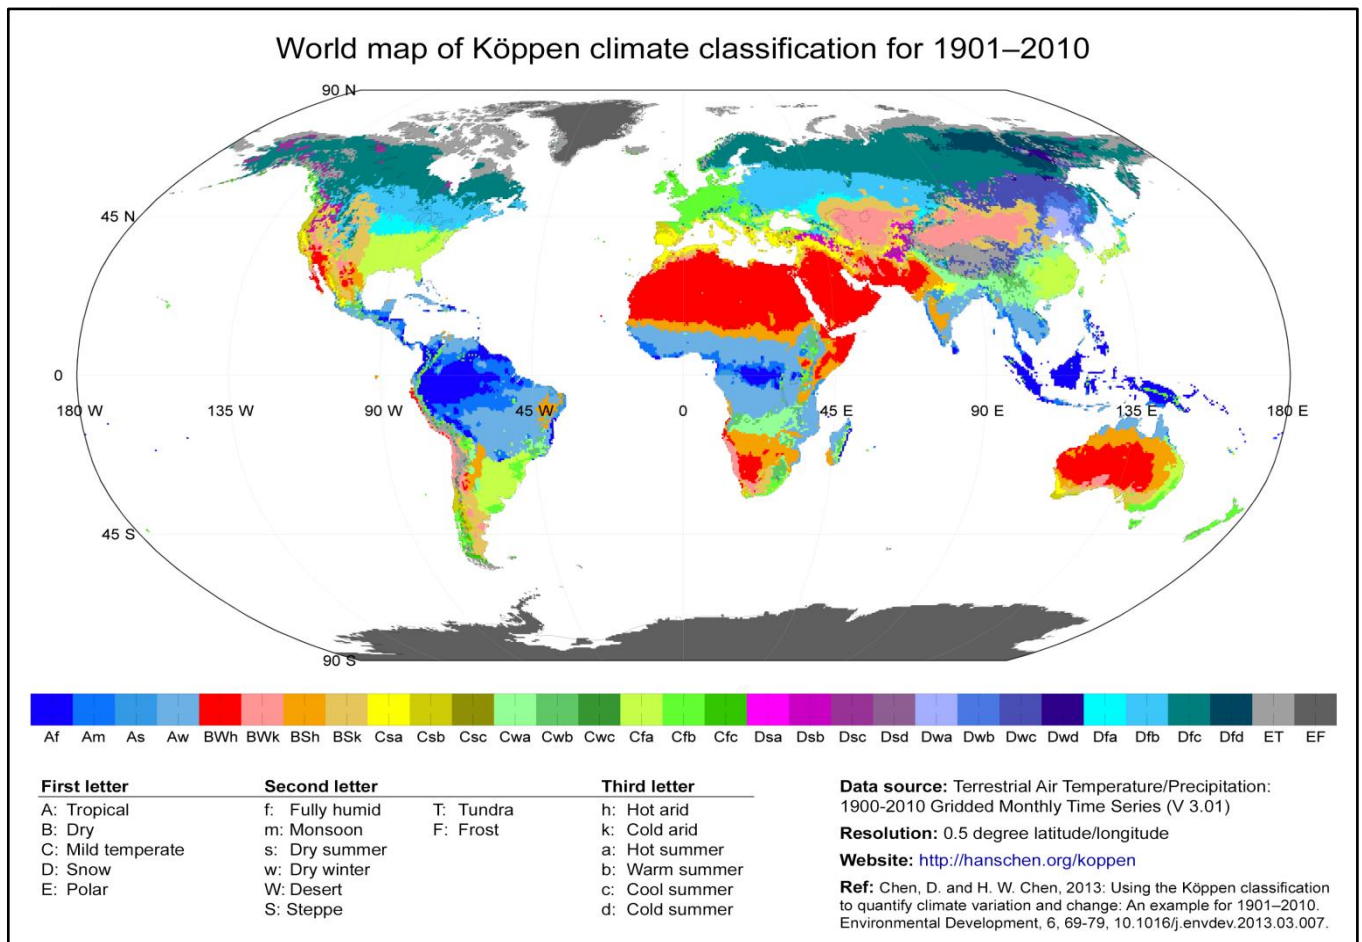 World map of Köppen climate classification for 1901–2010
90 N
45 N
0
180 W
135 W
90 W
45 W
0
45 E
90 E
135 E
180 E
45 S
90 S
Af Am As Aw BWh BWk BSh BSk Csa Csb Csc Cwa Cwb Cwc Cfa Cfb Cfc Dsa Dsb Dsc Dsd Dwa Dwb Dwc Dwd Dfa Dfb Dfc Dfd ET EF
First letter
A: Tropical
B: Dry
C: Mild temperate
D: Snow
E: Polar
Second letter
f: Fully humid
m: Monsoon
s: Dry summer
w: Dry winter
W: Desert
S: Steppe
T: Tundra
F: Frost
Third letter
h: Hot arid
k: Cold arid
a: Hot summer
b: Warm summer
c: Cool summer
d: Cold summer
Data source: Terrestrial Air Temperature/Precipitation:
1900-2010 Gridded Monthly Time Series (V 3.01)
Resolution: 0.5 degree latitude/longitude
Website: http://hanschen.org/koppen
Ref: Chen, D. and H. W. Chen, 2013: Using the Köppen classification
to quantify climate variation and change: An example for 1901–2010.
Environmental Development, 6, 69-79, 10.1016/j.envdev.2013.03.007.